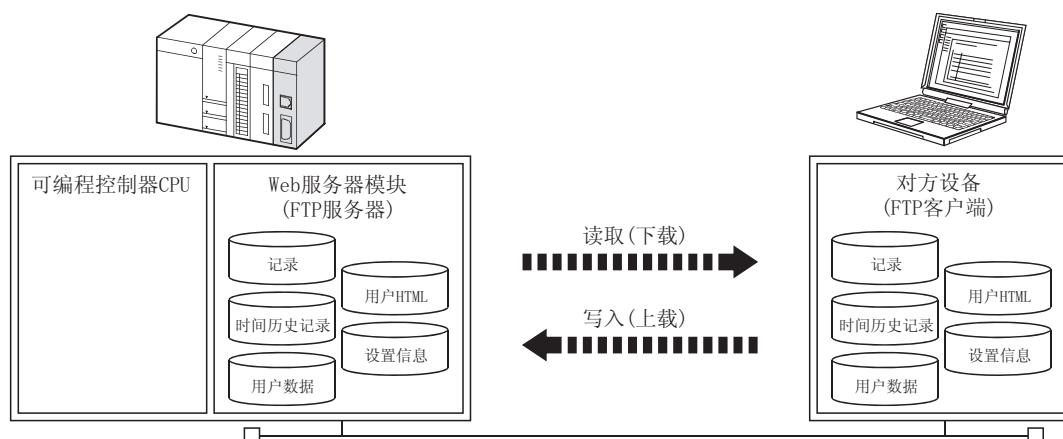 可编程控制器CPU
Web服务器模块
(FTP服务器)
记录
用户HTML
时间历史记录
设置信息
用户数据
读取(下载)
写入(上载)
对方设备
(FTP客户端)
记录
用户HTML
时间历史记录
设置信息
用户数据